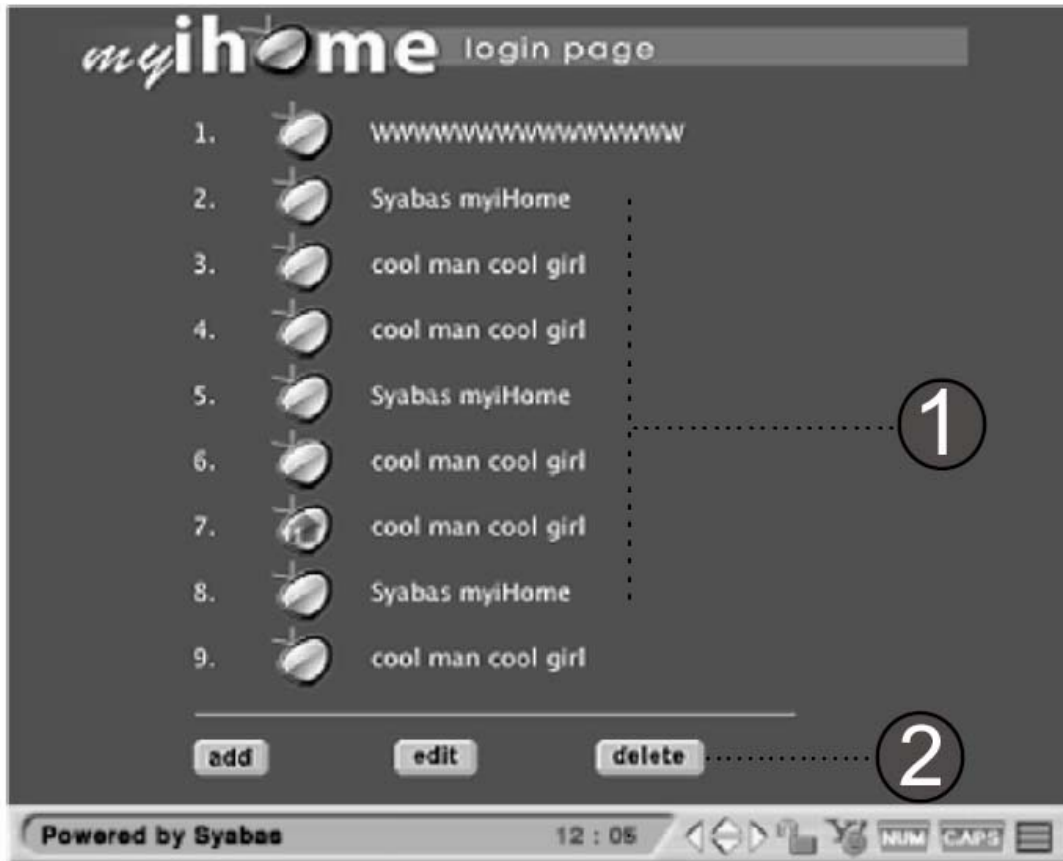 myihome login page
1. WWWWWWWWWWWWWWWW
2. Syabas myiHome
3. cool man cool girl
4. cool man cool girl
5. Syabas myiHome
6. cool man cool girl
7. cool man cool girl
8. Syabas myiHome
9. cool man cool girl
1
add edit delete
2
Powered by Syabas 12 : 05 NUM CAPS